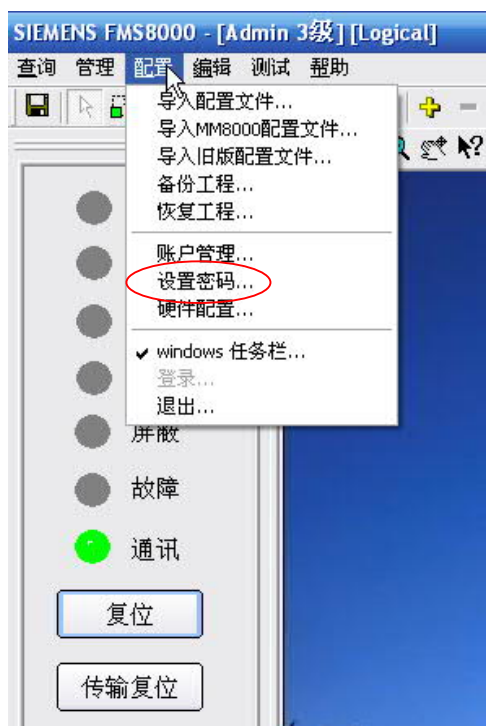 SIEMENS FMS8000 - [Admin 3级] [Logical]
查询 管理 配置 编辑 测试 帮助
导入配置文件...
导入MM8000配置文件...
导入旧版配置文件...
备份工程...
恢复工程...
账户管理...
设置密码...
硬件配置...
windows 任务栏...
登录...
退出...
屏蔽
故障
通讯
复位
传输复位